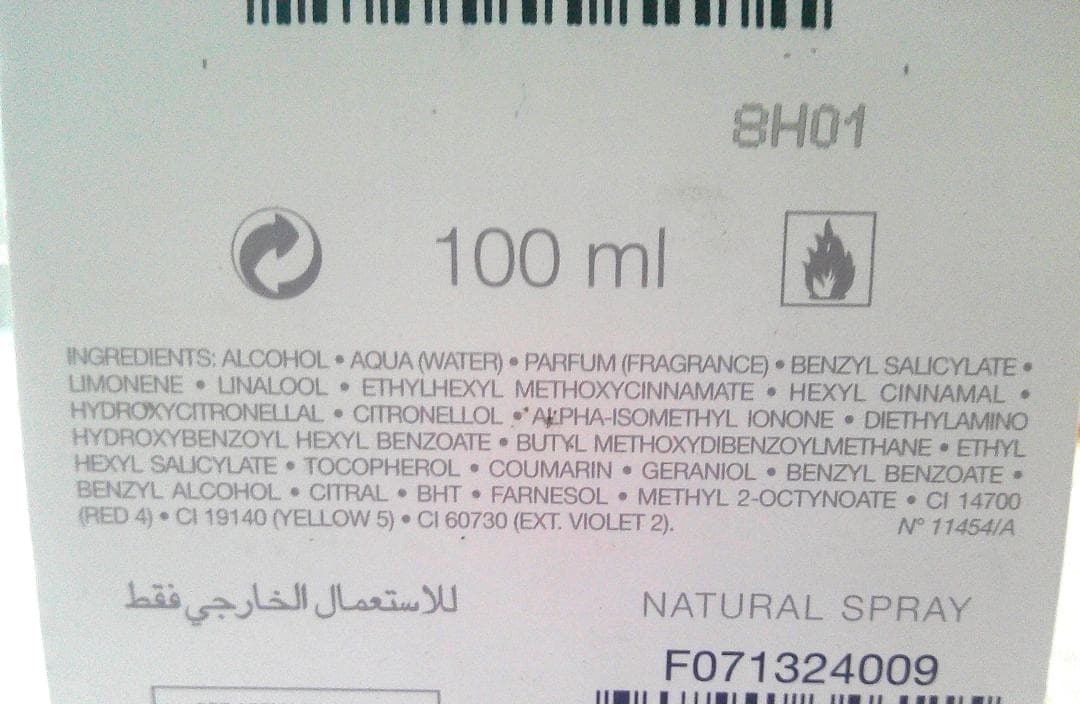 8H01
100 ml
INGREDIENTS: ALCOHOL • AQUA (WATER) • PARFUM (FRAGRANCE) • BENZYL SALICYLATE •
LIMONENE • LINALOOL • ETHYLHEXYL METHOXYCINNAMATE • HEXYL CINNAMAL •
HYDROXYCITRONELLAL • CITRONELLOL • ALPHA-ISOMETHYL IONONE • DIETHYLAMINO
HYDROXYBENZOYL HEXYL BENZOATE • BUTYL METHOXYDIBENZOYLMETHANE • ETHYL
HEXYL SALICYLATE • TOCOPHEROL • COUMARIN • GERANIOL • BENZYL BENZOATE •
BENZYL ALCOHOL • CITRAL • BHT • FARNESOL • METHYL 2-OCTYNOATE • CI 14700
(RED 4) • CI 19140 (YELLOW 5) • CI 60730 (EXT. VIOLET 2). N° 11454/A
للاستعمال الخارجي فقط
NATURAL SPRAY
F071324009